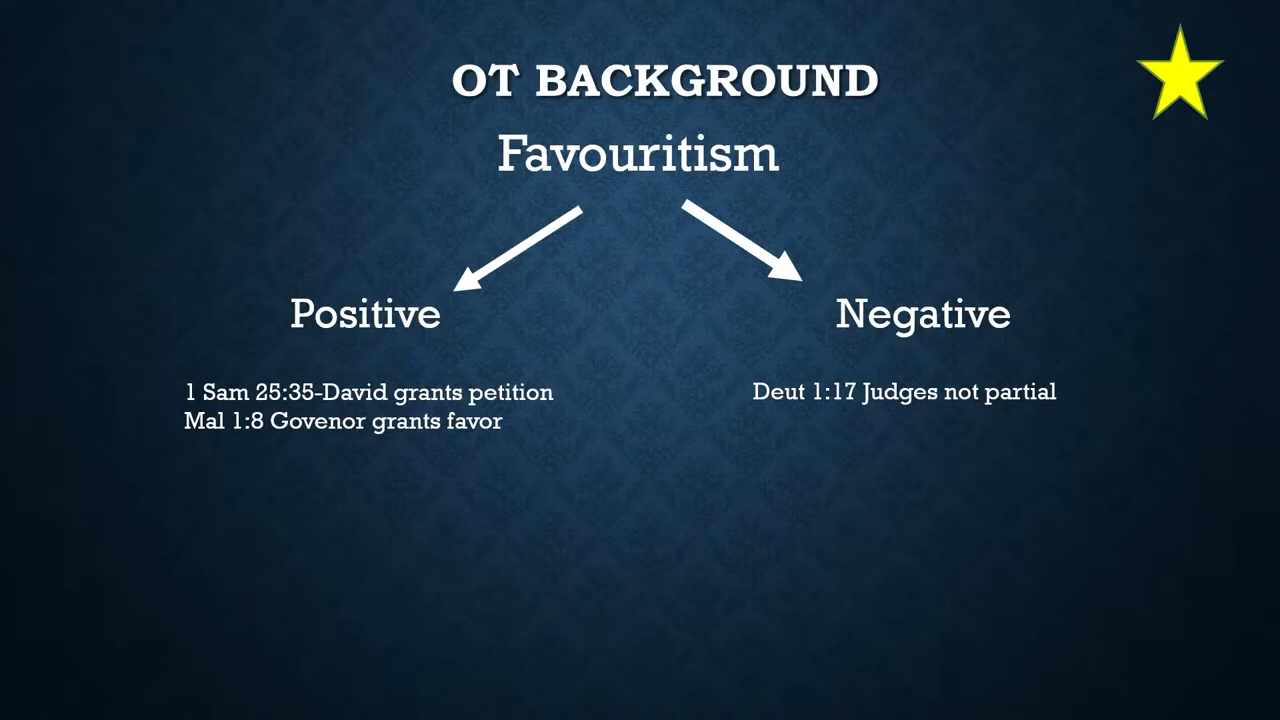 OT BACKGROUND
Favouritism
Positive
Negative
1 Sam 25:35-David grants petition
Mal 1:8 Govenor grants favor
Deut 1:17 Judges not partial